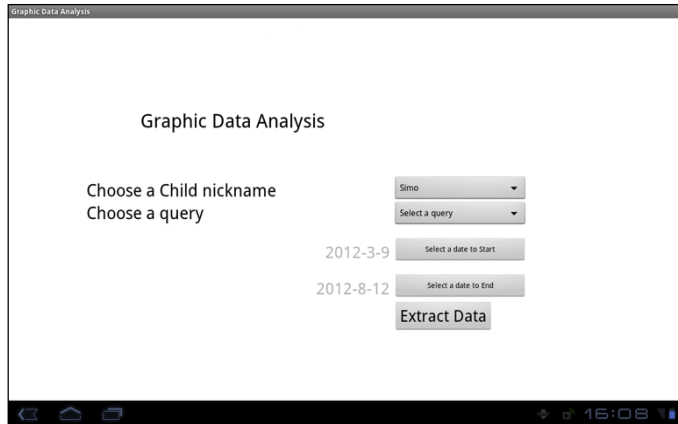 Graphic Data Analysis
Graphic Data Analysis
Choose a Child nickname
Simo
Choose a query
Select a query
2012-3-9
Select a date to Start
2012-8-12
Select a date to End
Extract Data
16:08